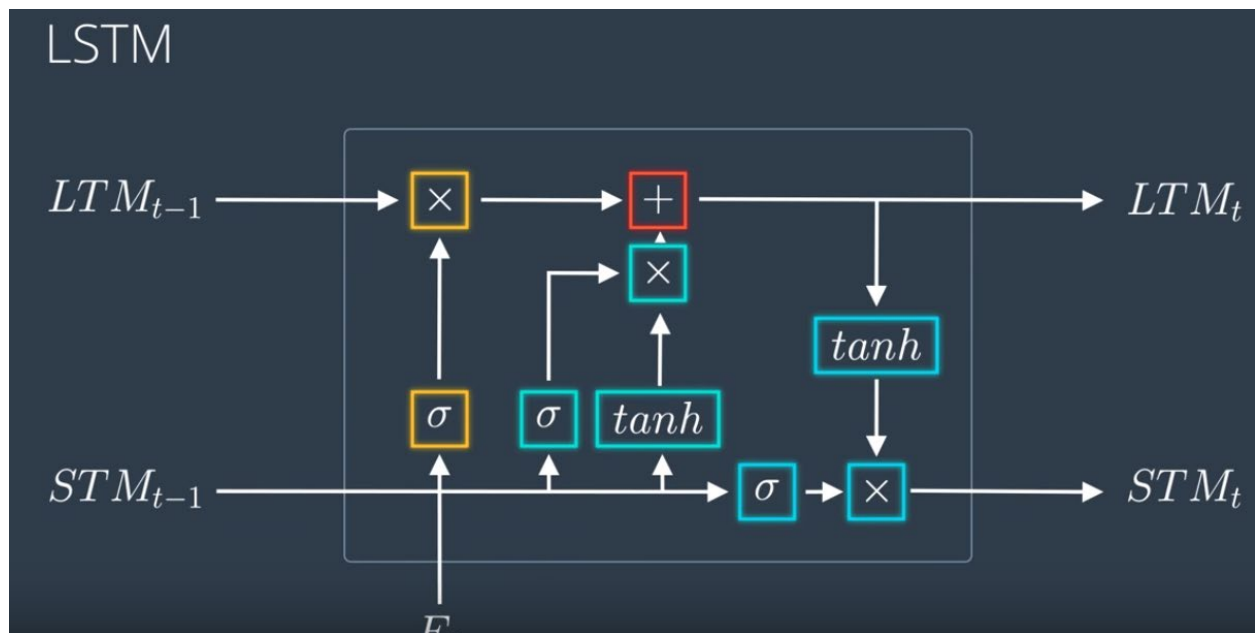 LSTM
LTM_{t-1} × + LTM_t
×
tanh
σ σ tanh
STM_{t-1} σ × STM_t